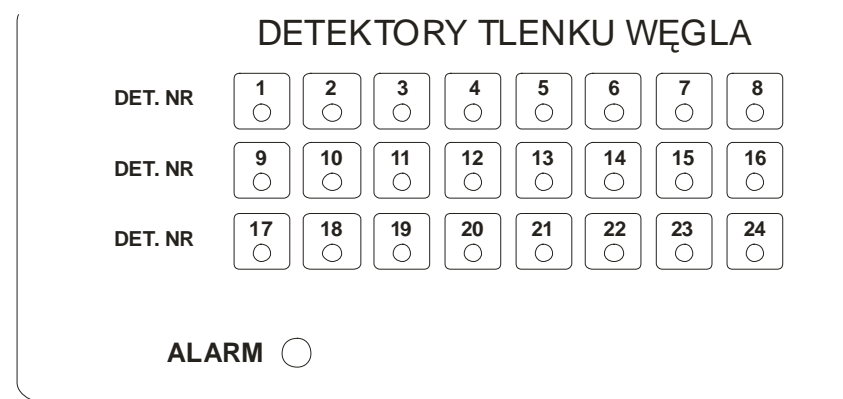 DETEKTORY TLENKU WĘGLA
DET. NR 1 2 3 4 5 6 7 8
DET. NR 9 10 11 12 13 14 15 16
DET. NR 17 18 19 20 21 22 23 24
ALARM